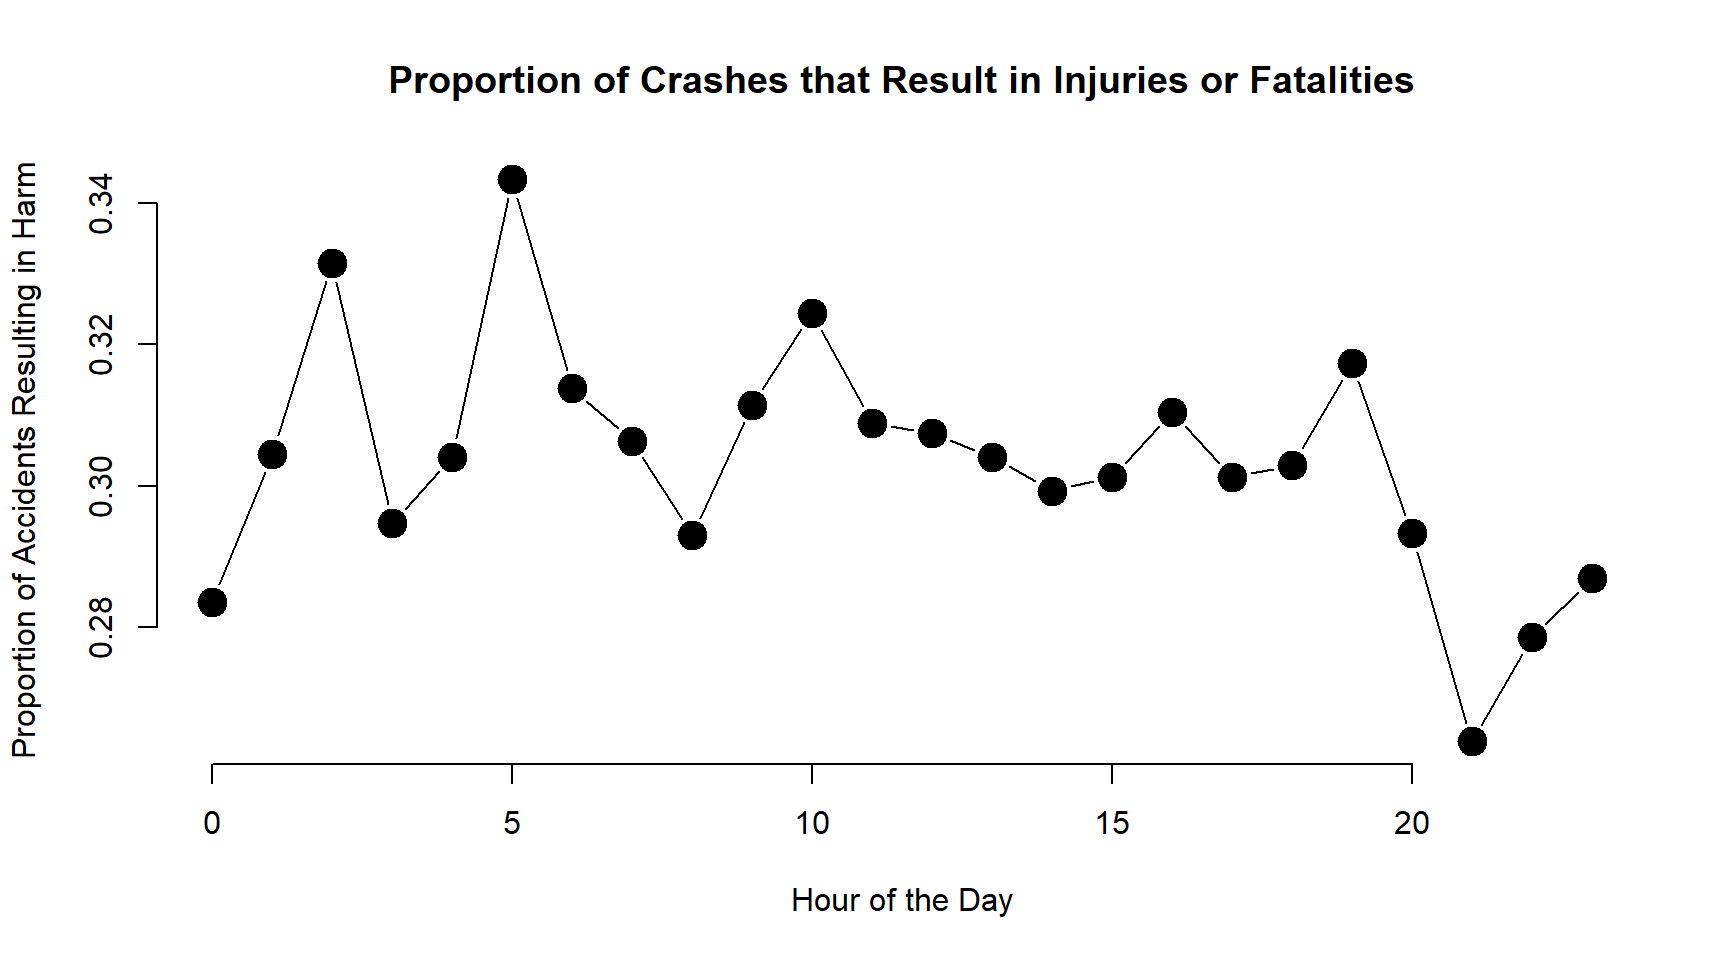 Proportion of Crashes that Result in Injuries or Fatalities
Proportion of Accidents Resulting in Harm
0.34
0.32
0.30
0.28
0 5 10 15 20
Hour of the Day